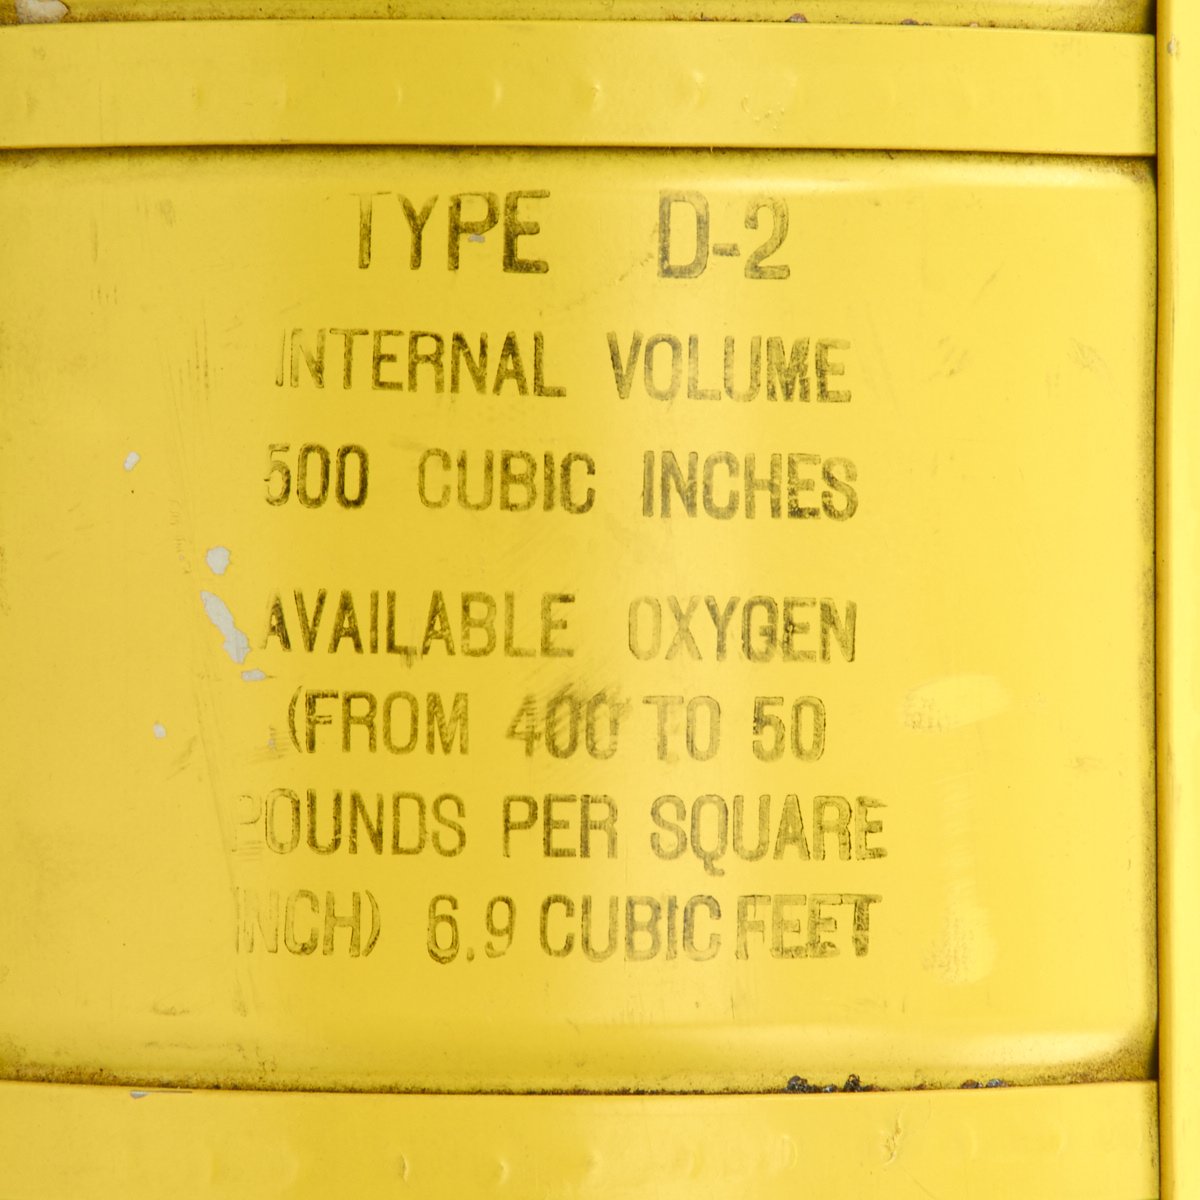 TYPE D-2
INTERNAL VOLUME
500 CUBIC INCHES
AVAILABLE OXYGEN
(FROM 400 TO 50
POUNDS PER SQUARE
INCH) 6.9 CUBIC FEET